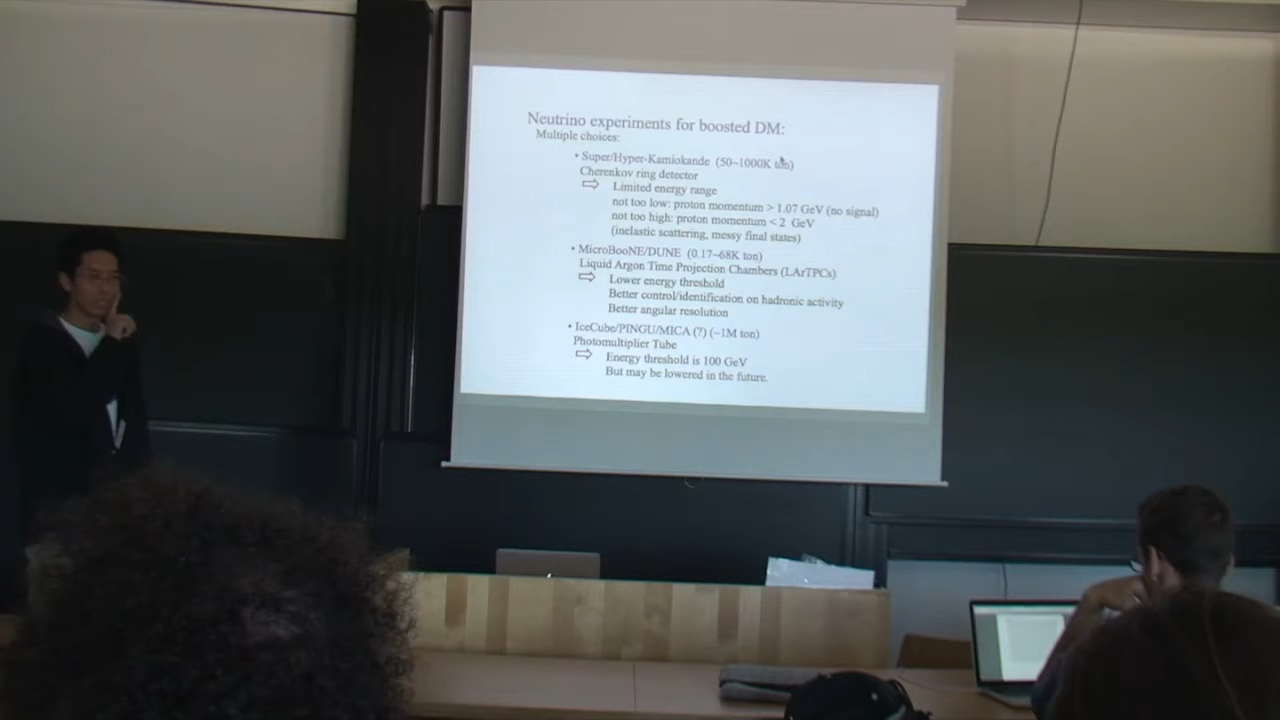 Neutrino experiments for boosted DM:
Multiple choices:
• Super/Hyper-Kamiokande (50~1000K ton)
Cherenkov ring detector
⇨ Limited energy range
not too low: proton momentum > 1.07 GeV (no signal)
not too high: proton momentum < 2 GeV
(inelastic scattering, messy final states)
• MicroBooNE/DUNE (0.17~68K ton)
Liquid Argon Time Projection Chambers (LArTPCs)
⇨ Lower energy threshold
Better control/identification on hadronic activity
Better angular resolution
• IceCube/PINGU/MICA (?) (~1M ton)
Photomultiplier Tube
⇨ Energy threshold is 100 GeV
But may be lowered in the future.